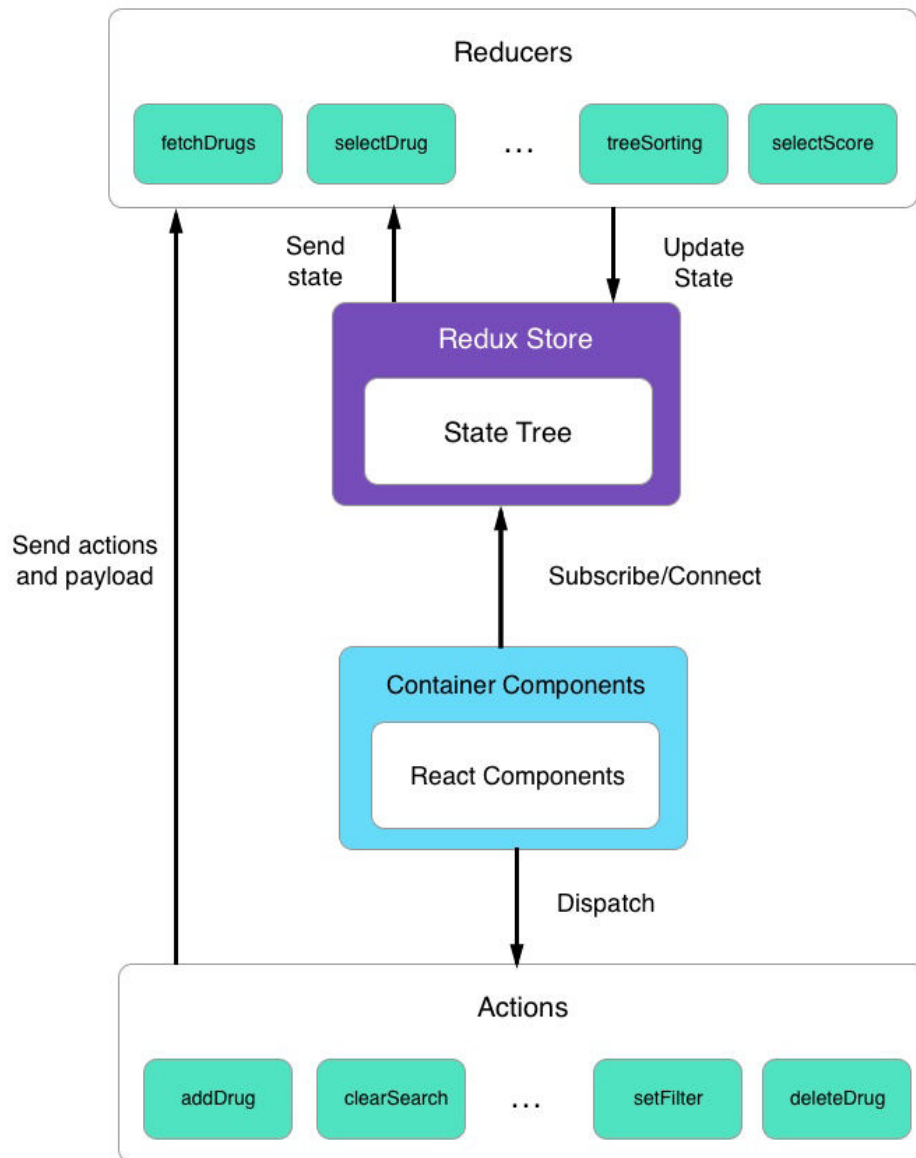 Reducers
fetchDrugs
selectDrug
...
treeSorting
selectScore
Send
state
Update
State
Redux Store
State Tree
Send actions
and payload
Subscribe/Connect
Container Components
React Components
Dispatch
Actions
addDrug
clearSearch
...
setFilter
deleteDrug